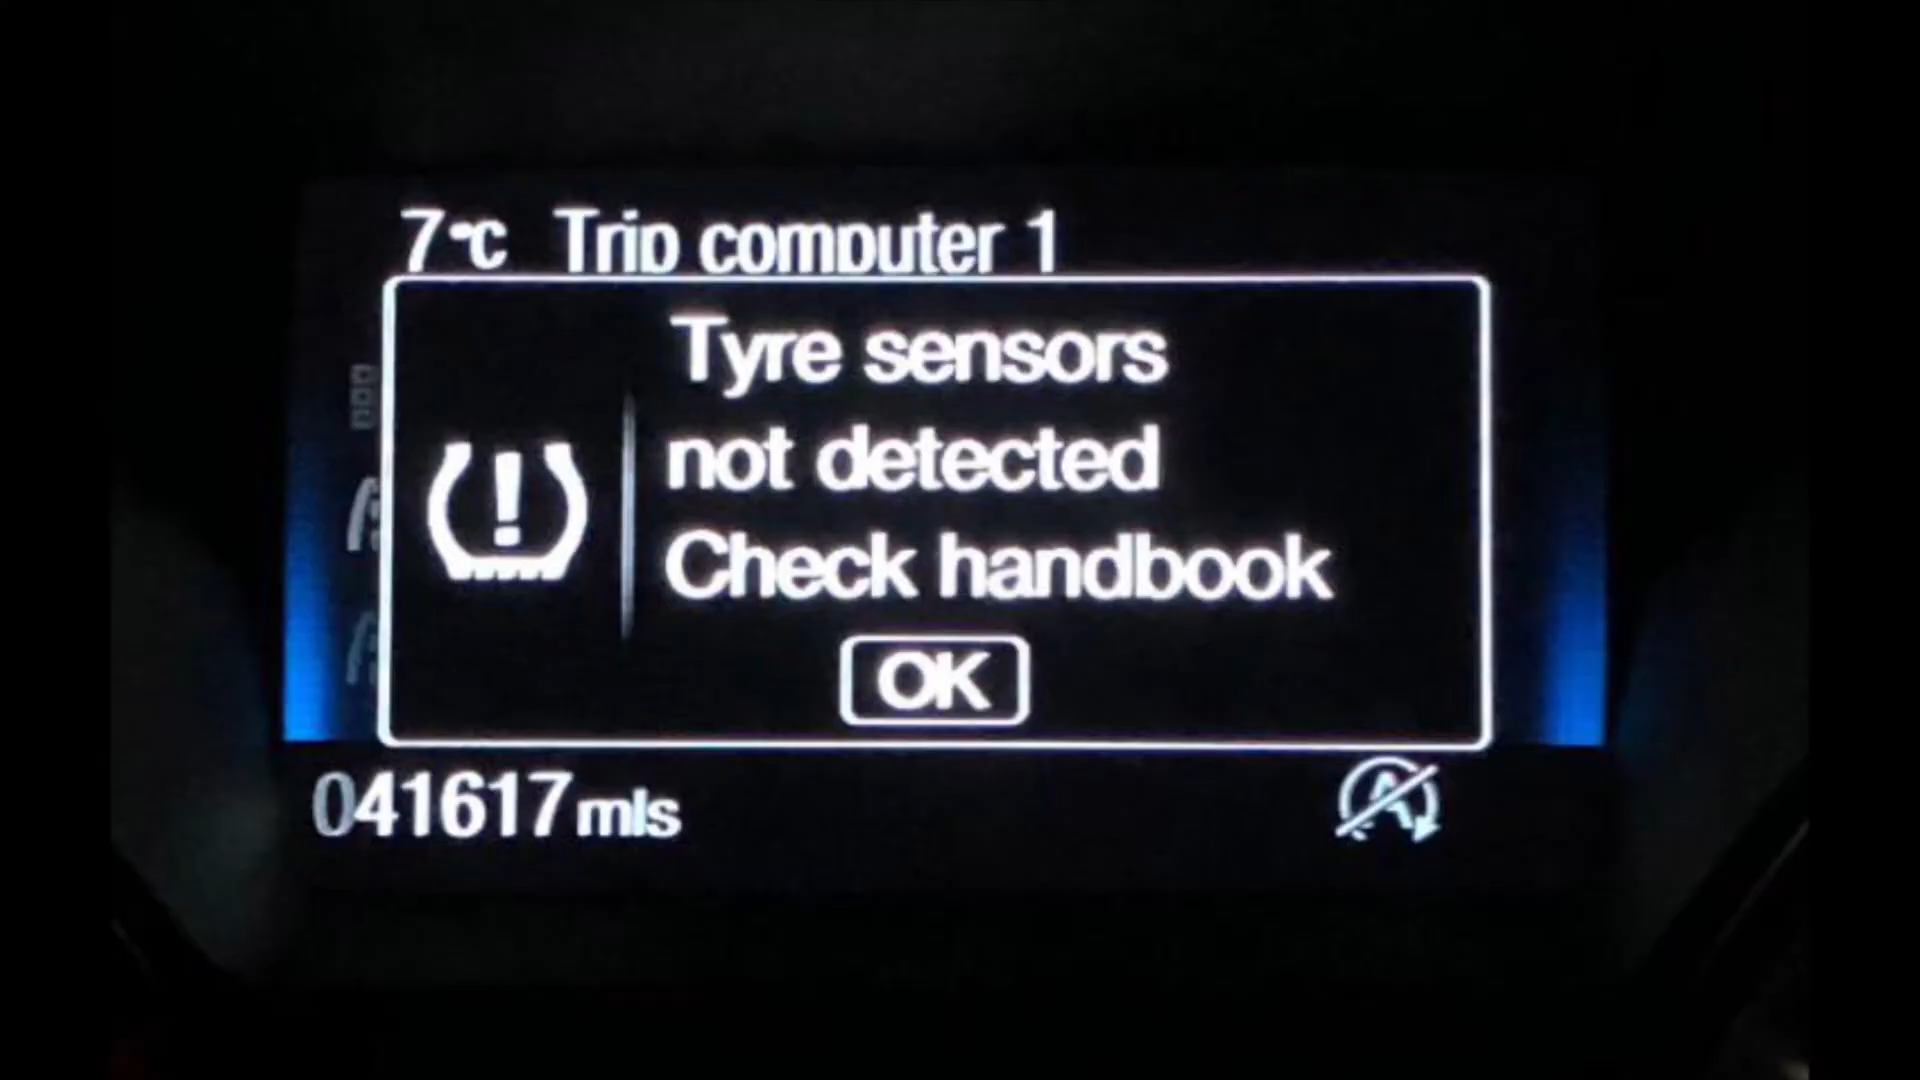 7°C Trip computer 1
Tyre sensors
not detected
Check handbook
OK
041617mls